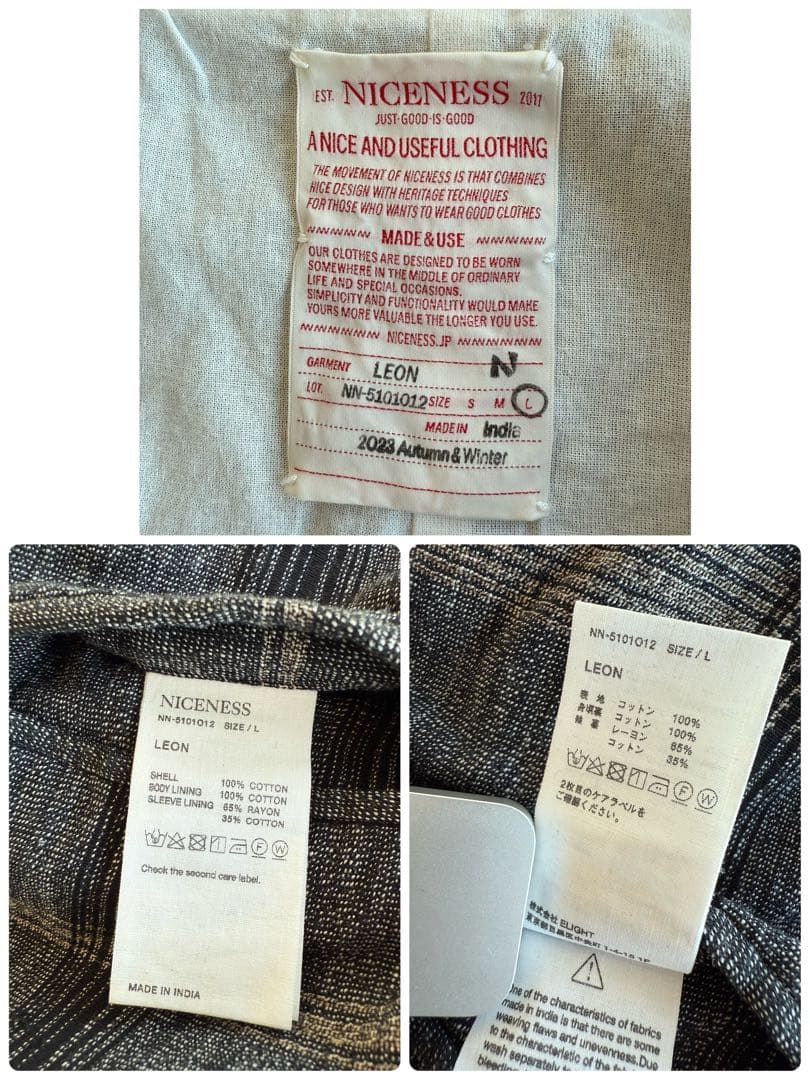 EST. NICENESS 2017
JUST·GOOD·IS·GOOD
A NICE AND USEFUL CLOTHING
THE MOVEMENT OF NICENESS IS THAT COMBINES
NICE DESIGN WITH HERITAGE TECHNIQUES
FOR THOSE WHO WANTS TO WEAR GOOD CLOTHES
MADE & USE
OUR CLOTHES ARE DESIGNED TO BE WORN
SOMEWHERE IN THE MIDDLE OF ORDINARY
LIFE AND SPECIAL OCCASIONS.
SIMPLICITY AND FUNCTIONALITY WOULD MAKE
YOURS MORE VALUABLE THE LONGER YOU USE.
NICENESS.JP
GARMENT LEON N
LOT. NN-5101012 SIZE S M L
MADE IN India
2023 Autumn & Winter
NICENESS
NN-5101012 SIZE / L
LEON
SHELL 100% COTTON
BODY LINING 100% COTTON
SLEEVE LINING 65% RAYON
35% COTTON
F W
Check the second care label.
MADE IN INDIA
NN-5101012 SIZE / L
LEON
表地 コットン 100%
身頃裏 コットン 100%
袖裏 レーヨン 65%
コットン 35%
F W
2枚目のケアラベルを
ご確認ください。
株式会社 ELIGHT
of the characteristics of fabrics
made in India is that there are some
weaving flaws and unevenness. Due
to the characteristic of the
wash separately